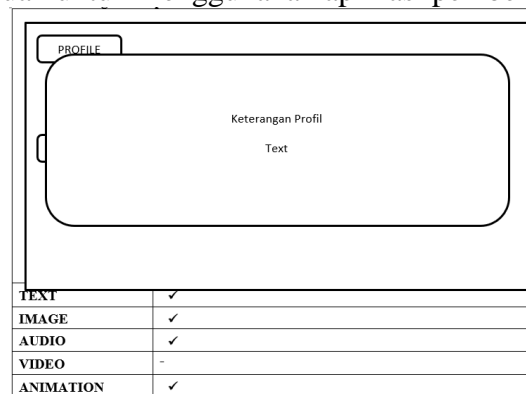 PROFILE
Keterangan Profil
Text
TEXT ✓
IMAGE ✓
AUDIO ✓
VIDEO -
ANIMATION ✓